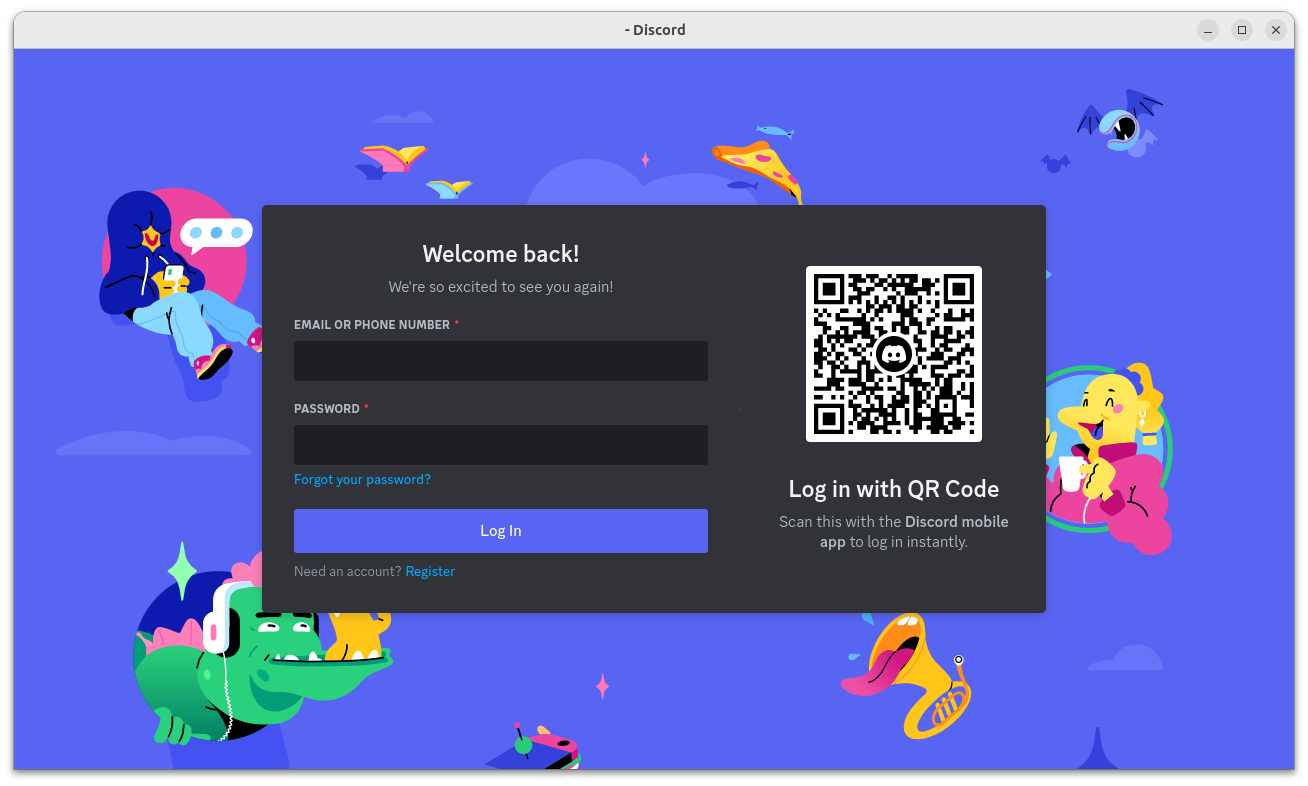 - Discord
Welcome back!
We're so excited to see you again!
EMAIL OR PHONE NUMBER *
PASSWORD *
Forgot your password?
Log In
Need an account? Register
Log in with QR Code
Scan this with the Discord mobile
app to log in instantly.